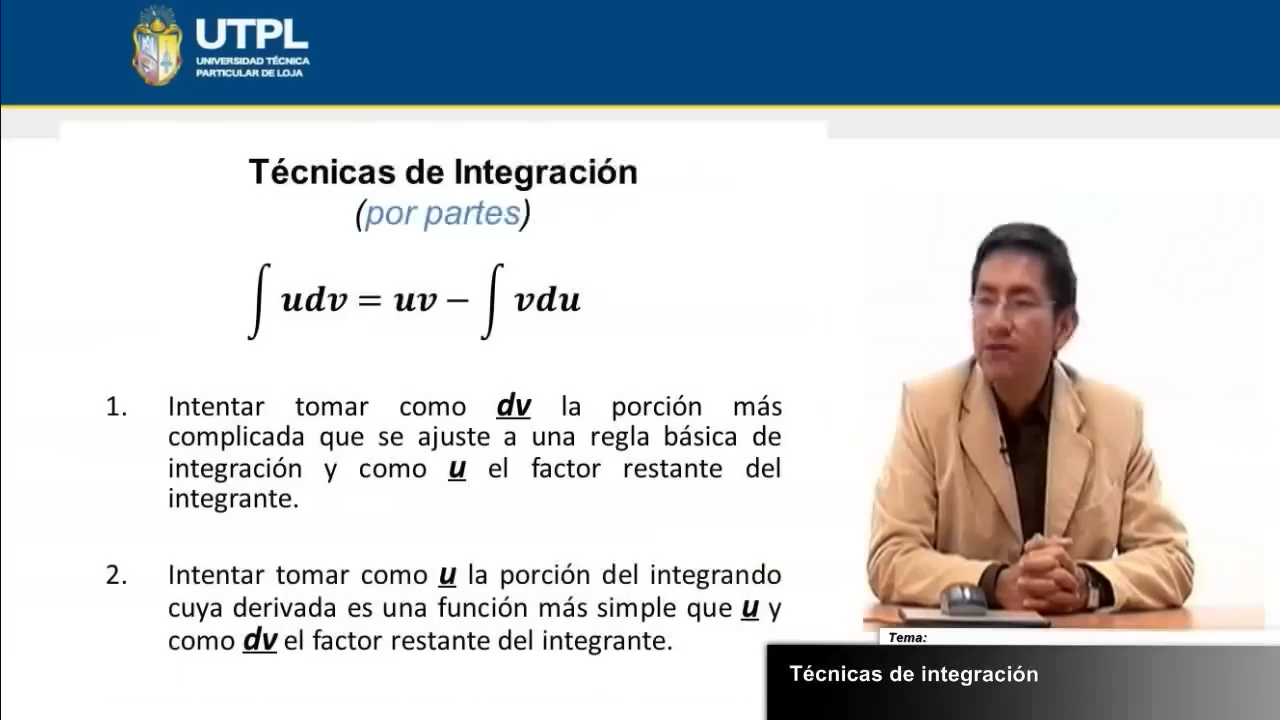 UTPL
UNIVERSIDAD TÉCNICA
PARTICULAR DE LOJA
Técnicas de Integración
(por partes)
∫ udv = uv − ∫ vdu
1. Intentar tomar como dv la porción más
complicada que se ajuste a una regla básica de
integración y como u el factor restante del
integrante.
2. Intentar tomar como u la porción del integrando
cuya derivada es una función más simple que u y
como dv el factor restante del integrante.
Tema:
Técnicas de integración